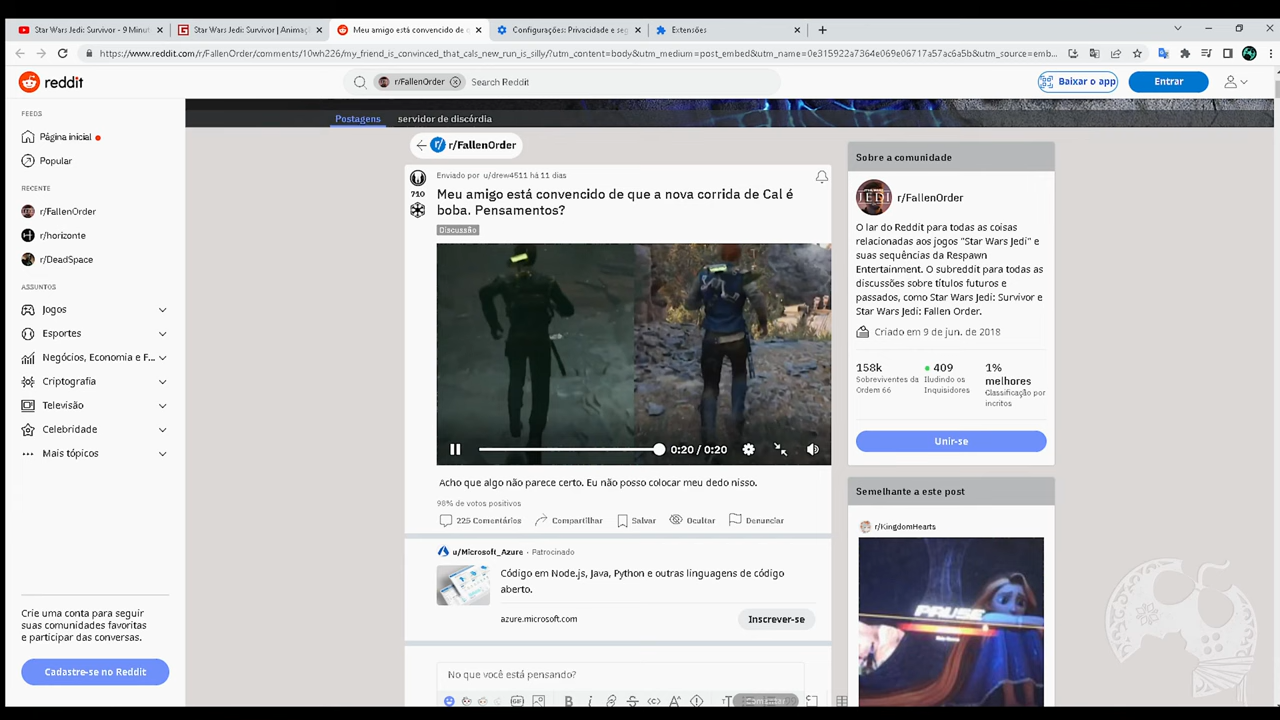 Star Wars Jedi: Survivor - 9 Minut
Star Wars Jedi: Survivor | Animaç
Meu amigo está convencido de q
Configurações: Privacidade e seg
Extensões
https://www.reddit.com/r/FallenOrder/comments/10wh226/my_friend_is_convinced_that_cals_new_run_is_silly/?utm_content=body&utm_medium=post_embed&utm_name=0e315922a7364e069e06717a57ac6a5b&utm_source=emb...
reddit
r/FallenOrder
Search Reddit
Baixar o app
Entrar
FEEDS
Página inicial
Popular
RECENTE
r/FallenOrder
r/horizonte
r/DeadSpace
ASSUNTOS
Jogos
Esportes
Negócios, Economia e F...
Criptografia
Televisão
Celebridade
Mais tópicos
Crie uma conta para seguir
suas comunidades favoritas
e participar das conversas.
Cadastre-se no Reddit
Postagens
servidor de discórdia
r/FallenOrder
710
Enviado por u/drew4511 há 11 dias
Meu amigo está convencido de que a nova corrida de Cal é
boba. Pensamentos?
Discussão
0:20 / 0:20
Acho que algo não parece certo. Eu não posso colocar meu dedo nisso.
98% de votos positivos
225 Comentários
Compartilhar
Salvar
Ocultar
Denunciar
u/Microsoft_Azure · Patrocinado
Código em Node.js, Java, Python e outras linguagens de código
aberto.
azure.microsoft.com
Inscrever-se
No que você está pensando?
GIF
Comentar
Sobre a comunidade
JEDI
r/FallenOrder
O lar do Reddit para todas as coisas
relacionadas aos jogos "Star Wars Jedi" e
suas sequências da Respawn
Entertainment. O subreddit para todas as
discussões sobre títulos futuros e
passados, como Star Wars Jedi: Survivor e
Star Wars Jedi: Fallen Order.
Criado em 9 de jun. de 2018
158k
Sobreviventes da
Ordem 66
409
Iludindo os
Inquisidores
1%
melhores
Classificação por
incritos
Unir-se
Semelhante a este post
r/KingdomHearts
PAUSE